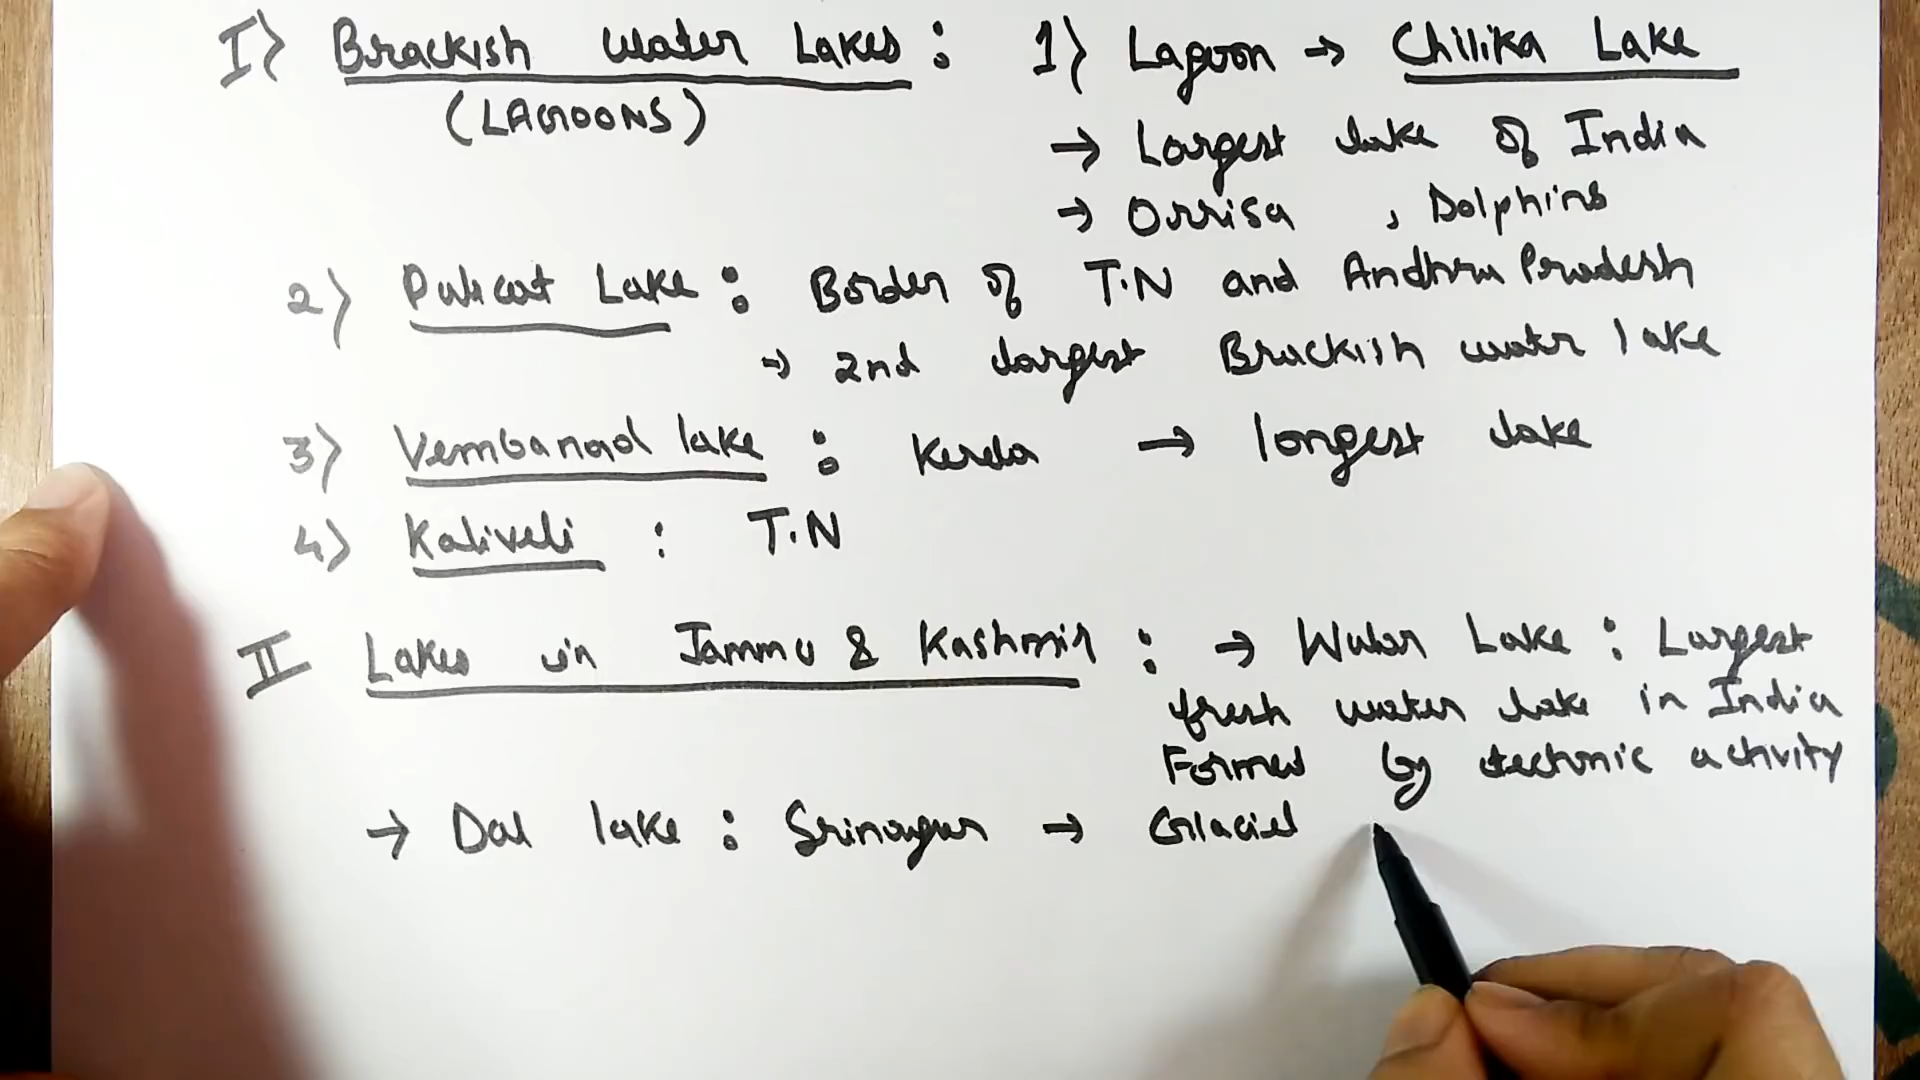 I) Brackish water Lakes : 1) Lagoon → Chilika Lake
(LAGOONS)
→ Largest lake of India
→ Orrisa , Dolphins
2) Pulicat Lake : Border of T.N and Andhra Pradesh
→ 2nd largest Brackish water lake
3) Vembanad lake : Kerela → longest lake
4) Kaliveli : T.N
II Lakes in Jammu & Kashmir : → Wular Lake : Largest
fresh water lake in India
Formed by tectonic activity
→ Dal lake : Srinagar → Glacial